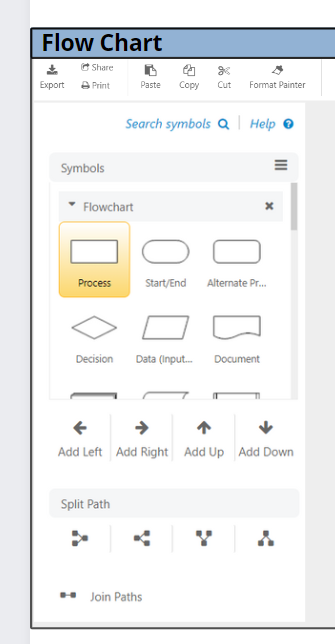 Flow Chart
Share
Export Print Paste Copy Cut Format Painter
Search symbols Help
Symbols
Flowchart
Process Start/End Alternate Pr...
Decision Data (Input... Document
Add Left Add Right Add Up Add Down
Split Path
Join Paths